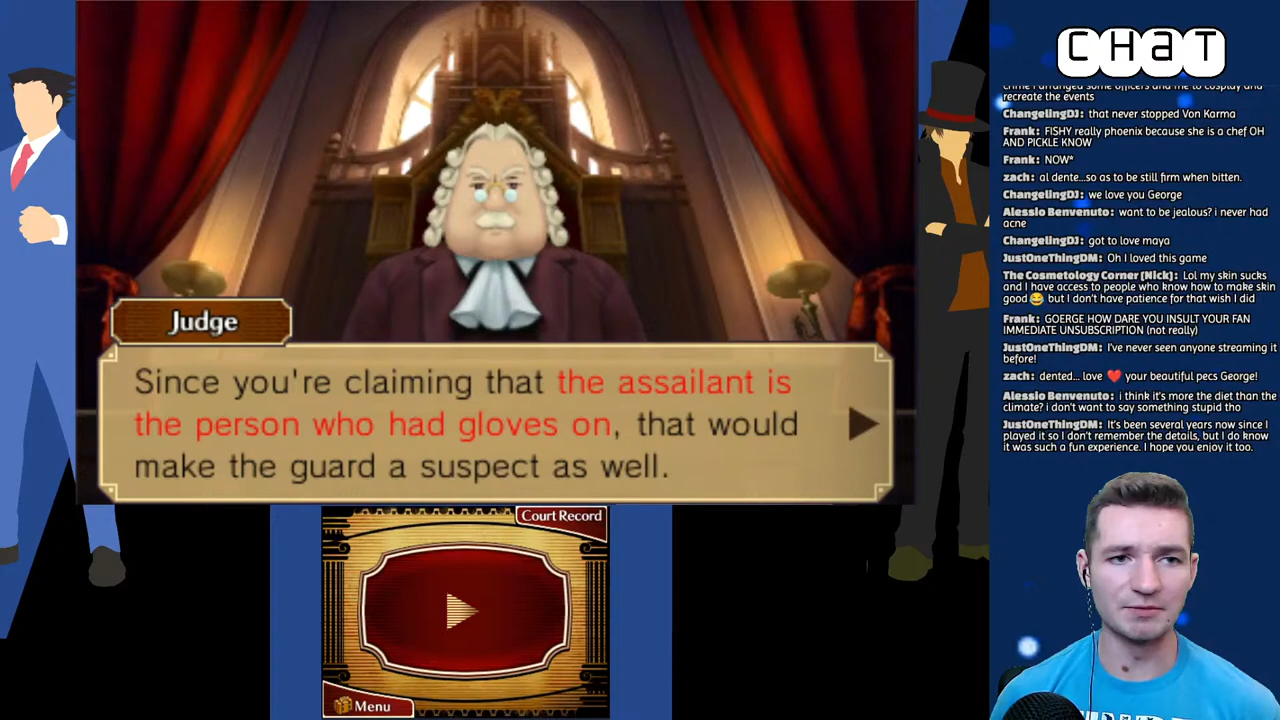 Judge
Since you're claiming that the assailant is
the person who had gloves on, that would
make the guard a suspect as well.
Court Record
Menu
CHaT
crime i arranged some officers and me to cosplay and
recreate the events
ChangelingDJ: that never stopped Von Karma
Frank: FISHY really phoenix because she is a chef OH
AND PICKLE KNOW
Frank: NOW*
zach: al dente...so as to be still firm when bitten.
ChangelingDJ: we love you George
Alessio Benvenuto: want to be jealous? i never had
acne
ChangelingDJ: got to love maya
JustOneThingDM: Oh I loved this game
The Cosmetology Corner (Nick): Lol my skin sucks
and I have access to people who know how to make skin
good 😂 but I don't have patience for that wish I did
Frank: GOERGE HOW DARE YOU INSULT YOUR FAN
IMMEDIATE UNSUBSCRIPTION (not really)
JustOneThingDM: I've never seen anyone streaming it
before!
zach: dented... love ❤️ your beautiful pecs George!
Alessio Benvenuto: i think it's more the diet than the
climate? i don't want to say something stupid tho
JustOneThingDM: It's been several years now since I
played it so I don't remember the details, but I do know
it was such a fun experience. I hope you enjoy it too.